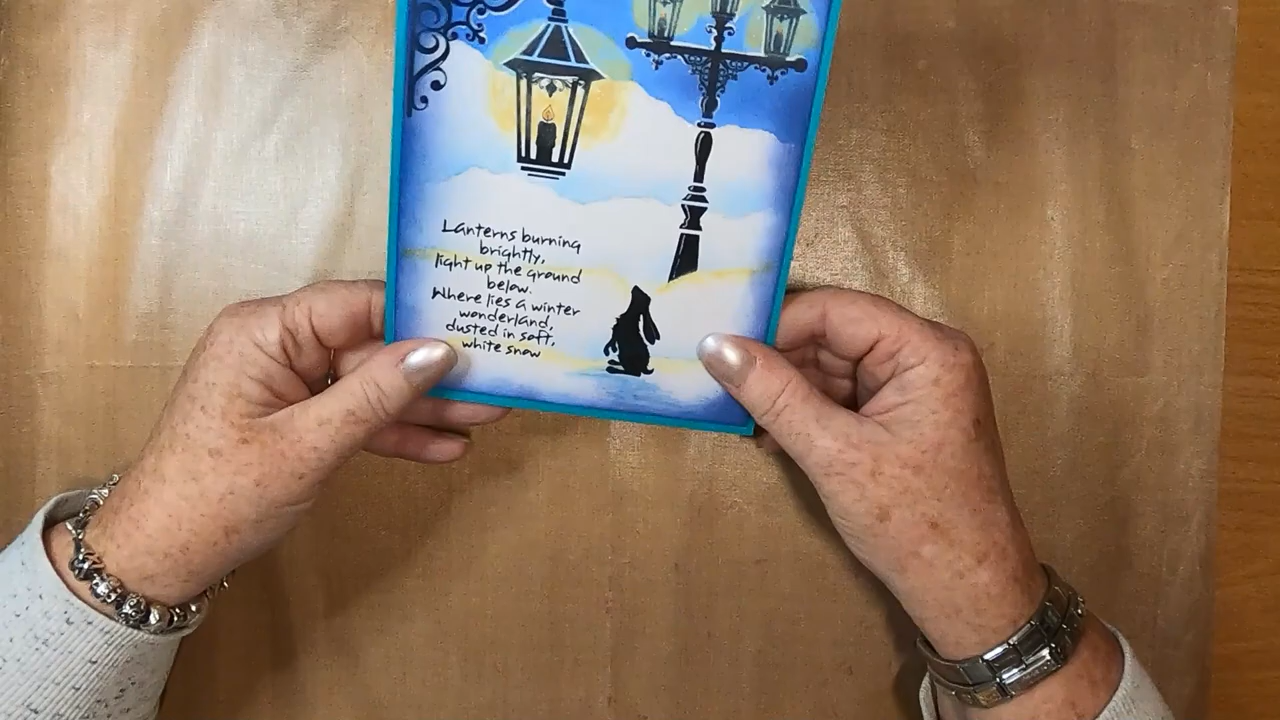 Lanterns burning
brightly,
light up the ground
below.
Where lies a winter
wonderland,
dusted in soft,
white snow